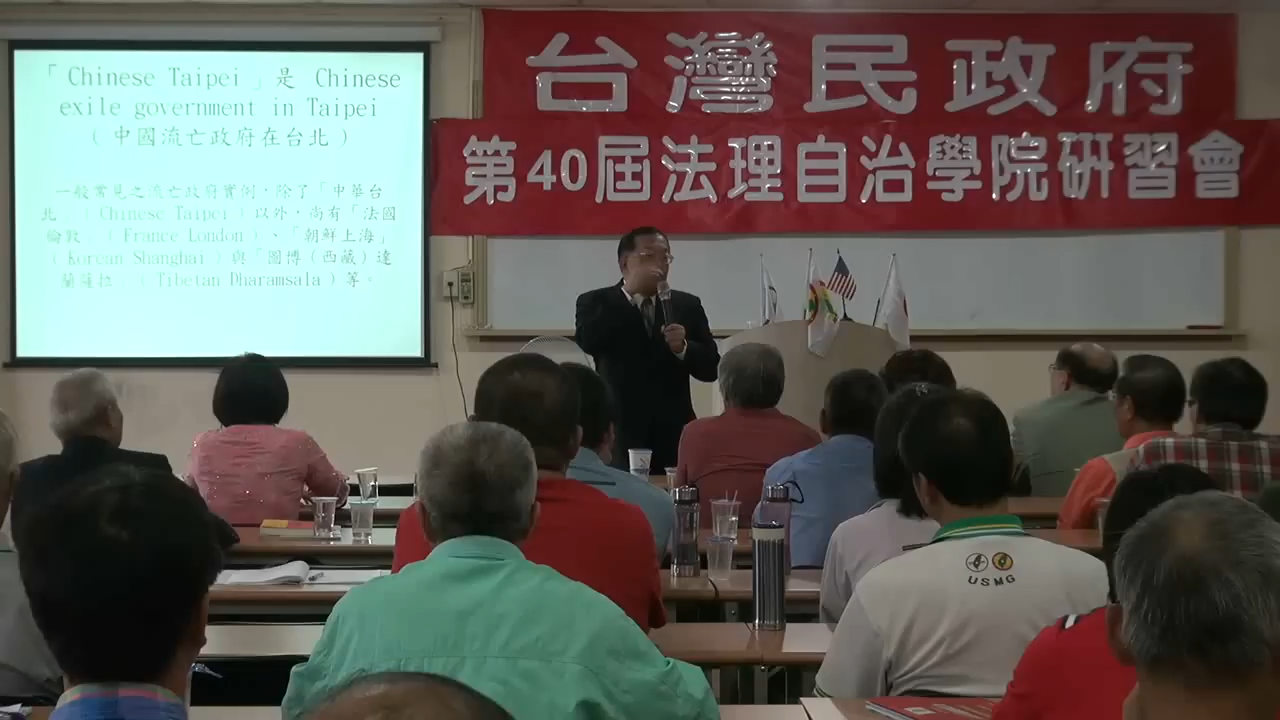 「Chinese Taipei」是 Chinese
exile government in Taipei
(中國流亡政府在台北)
一般常見之流亡政府實例，除了「中華台
北」(Chinese Taipei)以外，尚有「法國
倫敦」(France London)、「朝鮮上海」
(Korean Shanghai)與「圖博(西藏)達
蘭薩拉」(Tibetan Dharamsala)等。
台灣民政府
第40屆法理自治學院研習會
USMG